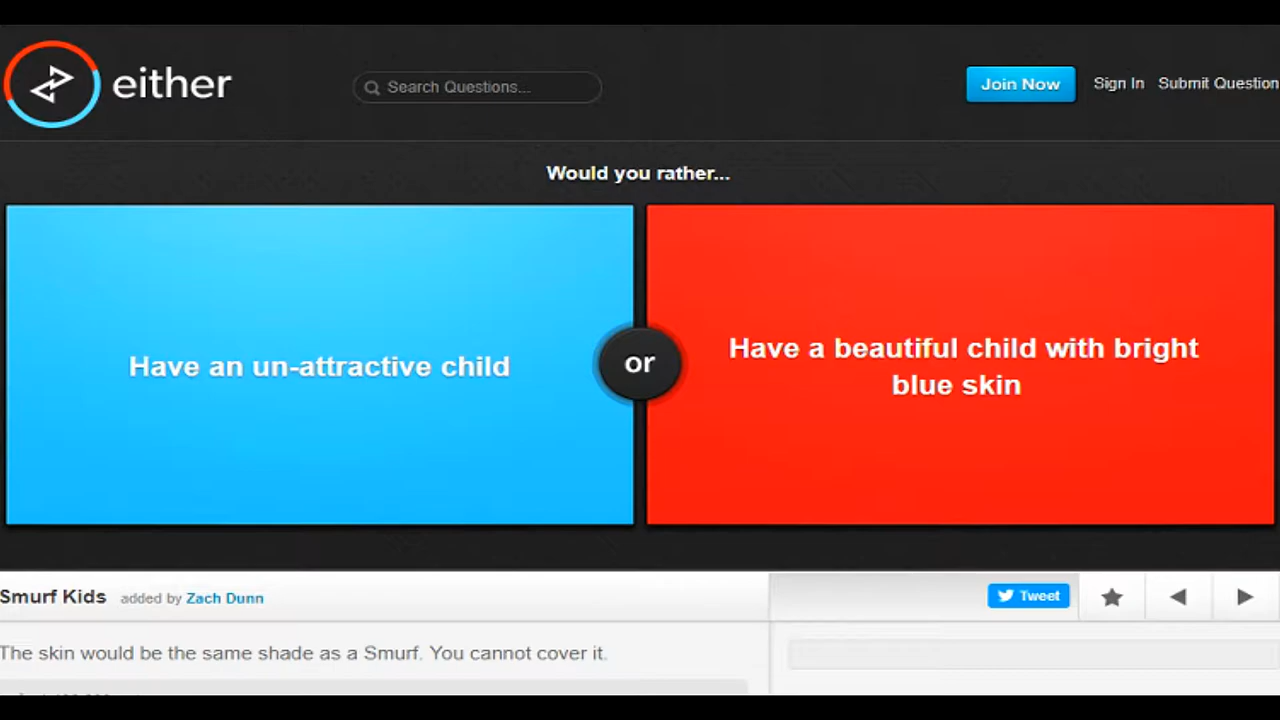 either
Search Questions...
Join Now
Sign In
Submit Question
Would you rather...
Have an un-attractive child
or
Have a beautiful child with bright
blue skin
Smurf Kids added by Zach Dunn
Tweet
The skin would be the same shade as a Smurf. You cannot cover it.